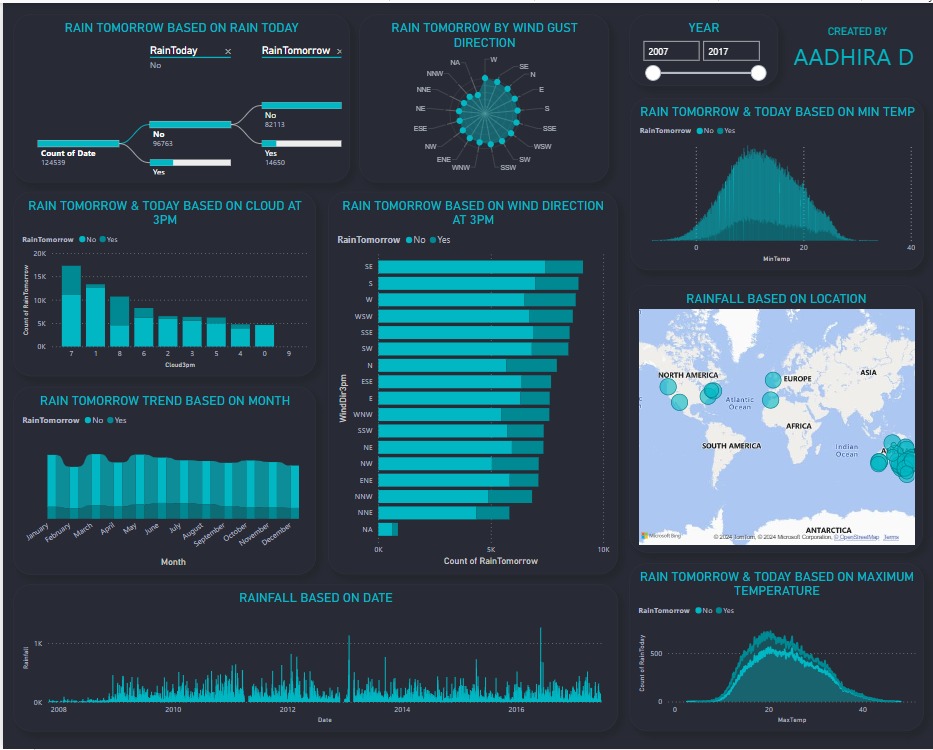 RAIN TOMORROW BASED ON RAIN TODAY
RainToday ×
No
RainTomorrow ×
Count of Date
124539
No
96763
Yes
No
82113
Yes
14650
RAIN TOMORROW BY WIND GUST
DIRECTION
W
SE
N
E
S
SSE
WSW
SW
SSW
WNW
ENE
NW
ESE
NE
NNE
NNW
NA
YEAR
2007
2017
CREATED BY
AADHIRA D
RAIN TOMORROW & TODAY BASED ON MIN TEMP
RainTomorrow No Yes
0 20 40
MinTemp
RAIN TOMORROW & TODAY BASED ON CLOUD AT
3PM
RainTomorrow No Yes
Count of RainTomorrow
20K
15K
10K
5K
0K
7 1 8 6 2 3 5 4 0 9
Cloud3pm
RAIN TOMORROW BASED ON WIND DIRECTION
AT 3PM
RainTomorrow No Yes
WindDir3pm
SE
S
W
WSW
SSE
SW
N
ESE
E
WNW
SSW
NE
NW
ENE
NNW
NNE
NA
0K 5K 10K
Count of RainTomorrow
RAINFALL BASED ON LOCATION
NORTH AMERICA
EUROPE
ASIA
Atlantic
Ocean
AFRICA
SOUTH AMERICA
Indian
Ocean
A
ANTARCTICA
Microsoft Bing
© 2024 TomTom, © 2024 Microsoft Corporation, © OpenStreetMap Terms
RAIN TOMORROW TREND BASED ON MONTH
RainTomorrow No Yes
January
February
March
April
May
June
July
August
September
October
November
December
Month
RAINFALL BASED ON DATE
Rainfall
1K
0K
2008 2010 2012 2014 2016
Date
RAIN TOMORROW & TODAY BASED ON MAXIMUM
TEMPERATURE
RainTomorrow No Yes
Count of RainToday
500
0
0 20 40
MaxTemp